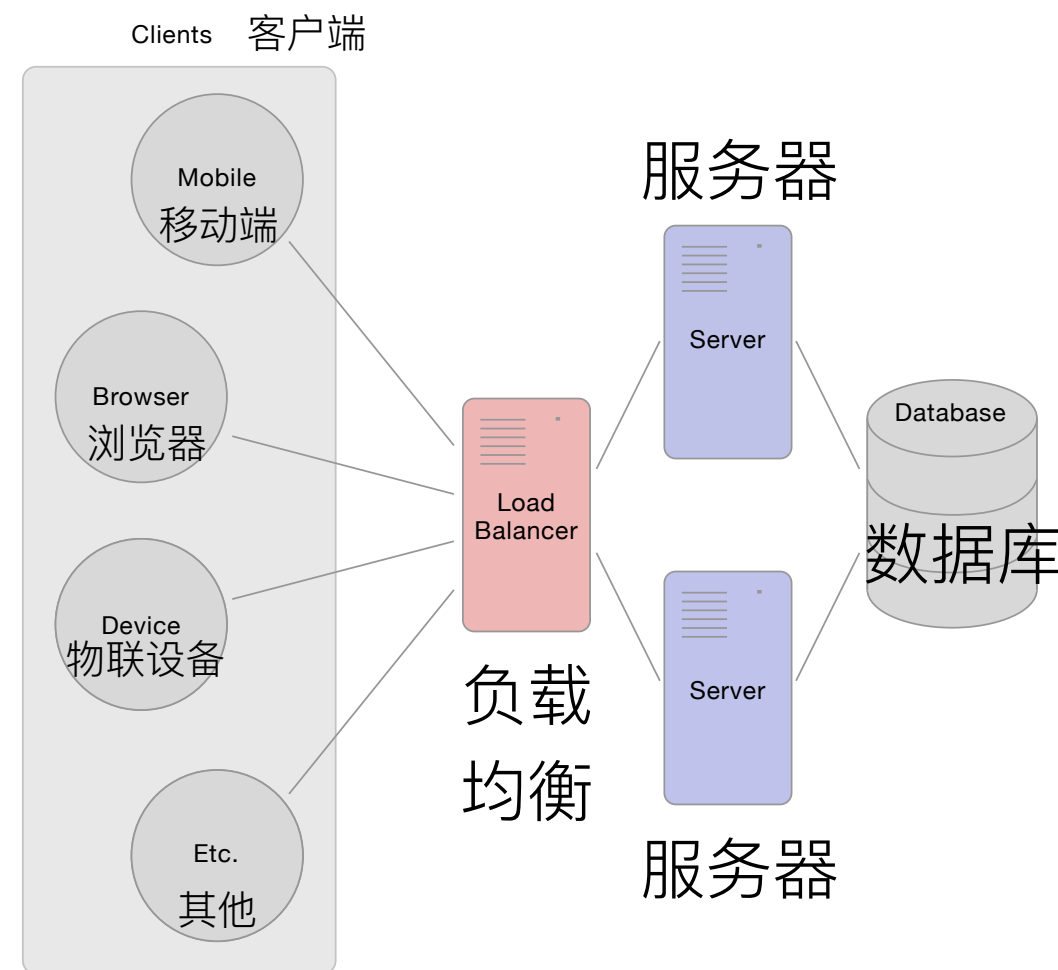 Clients 客户端
Mobile
移动端
Browser
浏览器
Device
物联设备
Etc.
其他
Load
Balancer
负载
均衡
服务器
Server
Server
服务器
Database
数据库